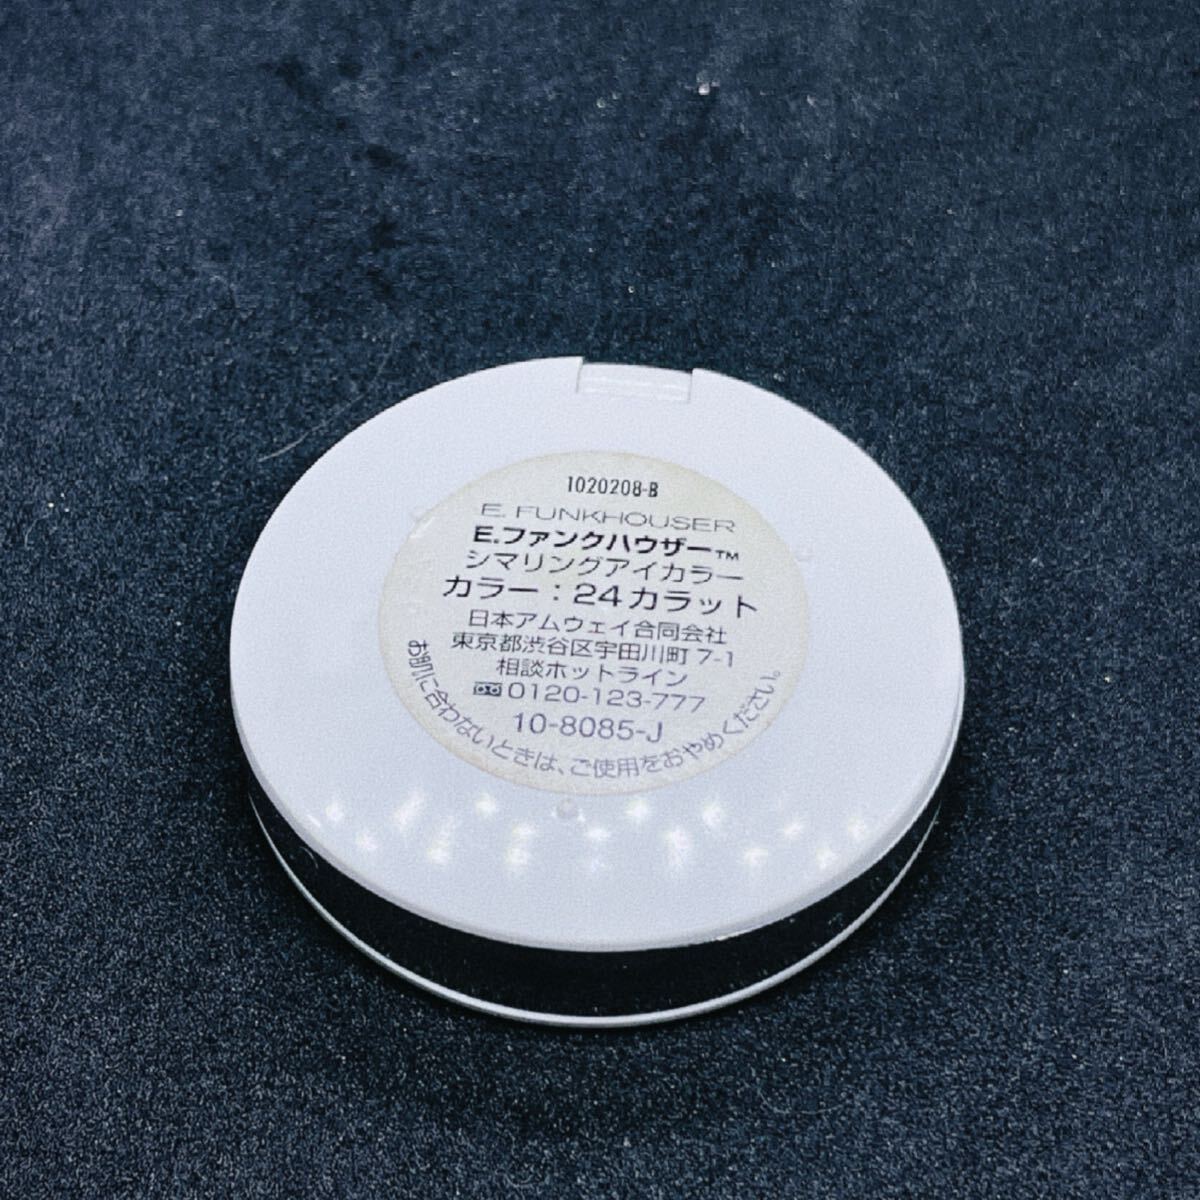 1020208-B
E. FUNKHOUSER
E.ファンクハウザー™
シマリングアイカラー
カラー：24カラット
日本アムウェイ合同会社
東京都渋谷区宇田川町 7-1
相談ホットライン
0120-123-777
10-8085-J
お肌に合わないときは、ご使用をおやめください。